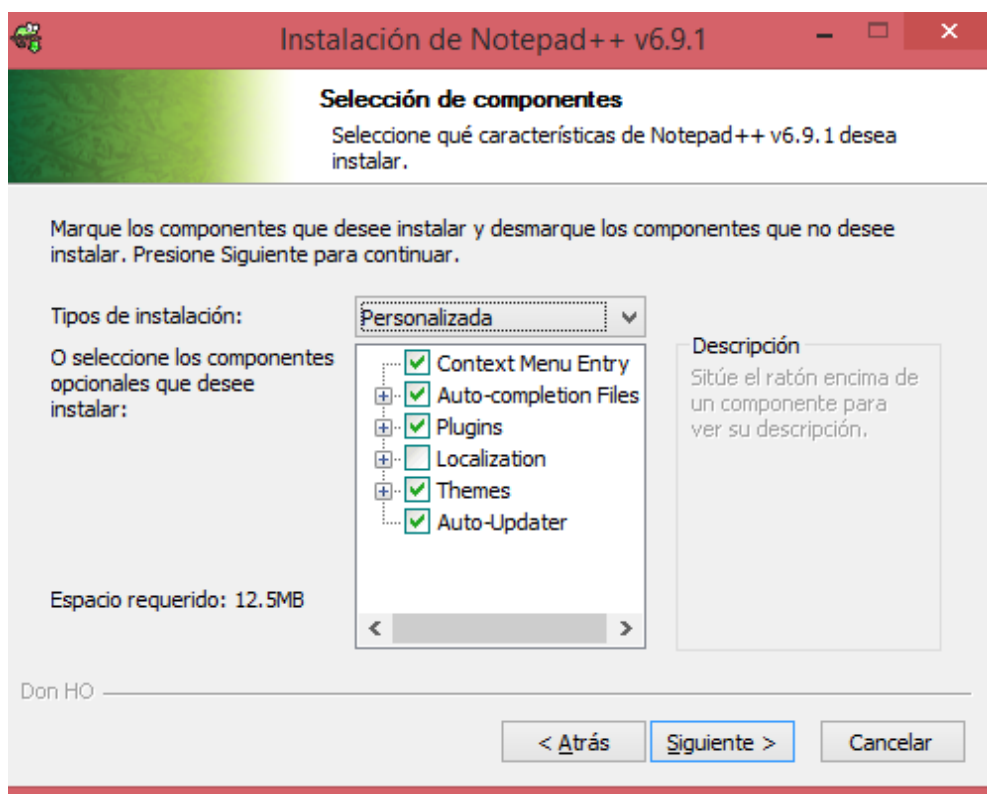 Instalación de Notepad++ v6.9.1
Selección de componentes
Seleccione qué características de Notepad++ v6.9.1 desea
instalar.
Marque los componentes que desee instalar y desmarque los componentes que no desee
instalar. Presione Siguiente para continuar.
Tipos de instalación:
Personalizada
O seleccione los componentes
opcionales que desee
instalar:
Context Menu Entry
Auto-completion Files
Plugins
Localization
Themes
Auto-Updater
Descripción
Sitúe el ratón encima de
un componente para
ver su descripción.
Espacio requerido: 12.5MB
Don HO
< Atrás
Siguiente >
Cancelar